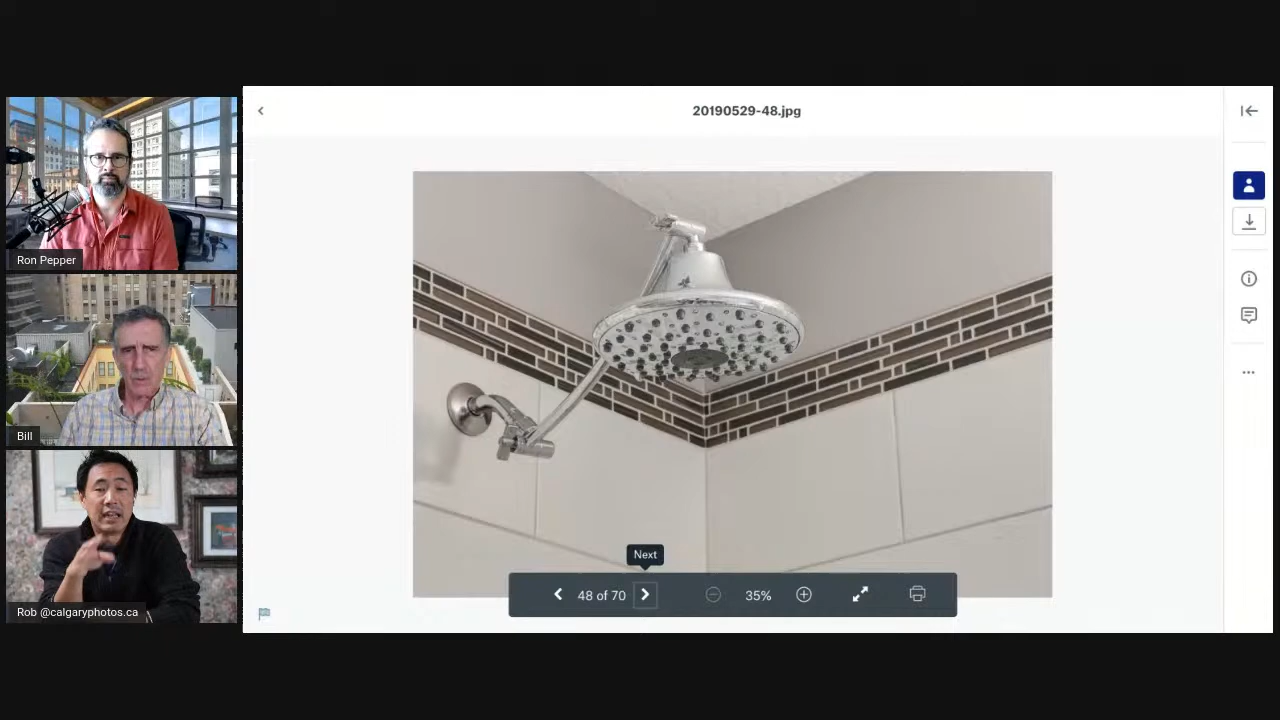 20190529-48.jpg
Ron Pepper
Bill
Rob @calgaryphotos.ca
Next
48 of 70
35%